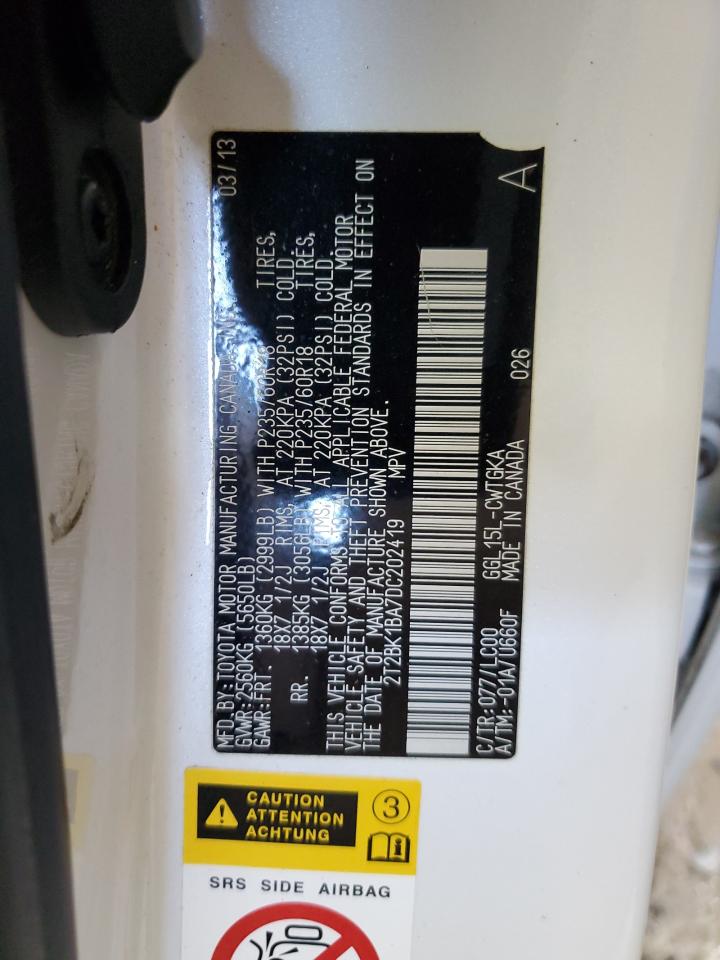 MFD. BY: TOYOTA MOTOR MANUFACTURING CANADA INC. 03/13
GVWR: 2560KG (5650LB)
GAWR: FRT. 1360KG (2999LB) WITH P235/60R18 TIRES,
18X7 1/2J RIMS, AT 220KPA (32PSI) COLD.
RR. 1385KG (3056LB) WITH P235/60R18 TIRES,
18X7 1/2J RIMS, AT 220KPA (32PSI) COLD.
THIS VEHICLE CONFORMS TO ALL APPLICABLE FEDERAL MOTOR
VEHICLE SAFETY AND THEFT PREVENTION STANDARDS IN EFFECT ON
THE DATE OF MANUFACTURE SHOWN ABOVE.
2T2BK1BA7DC202419 MPV
C/TR: 077/LC00 GGL15L-CWTGKA 026
A/TM: -01A/U660F MADE IN CANADA A
CAUTION
ATTENTION
ACHTUNG
3
SRS SIDE AIRBAG